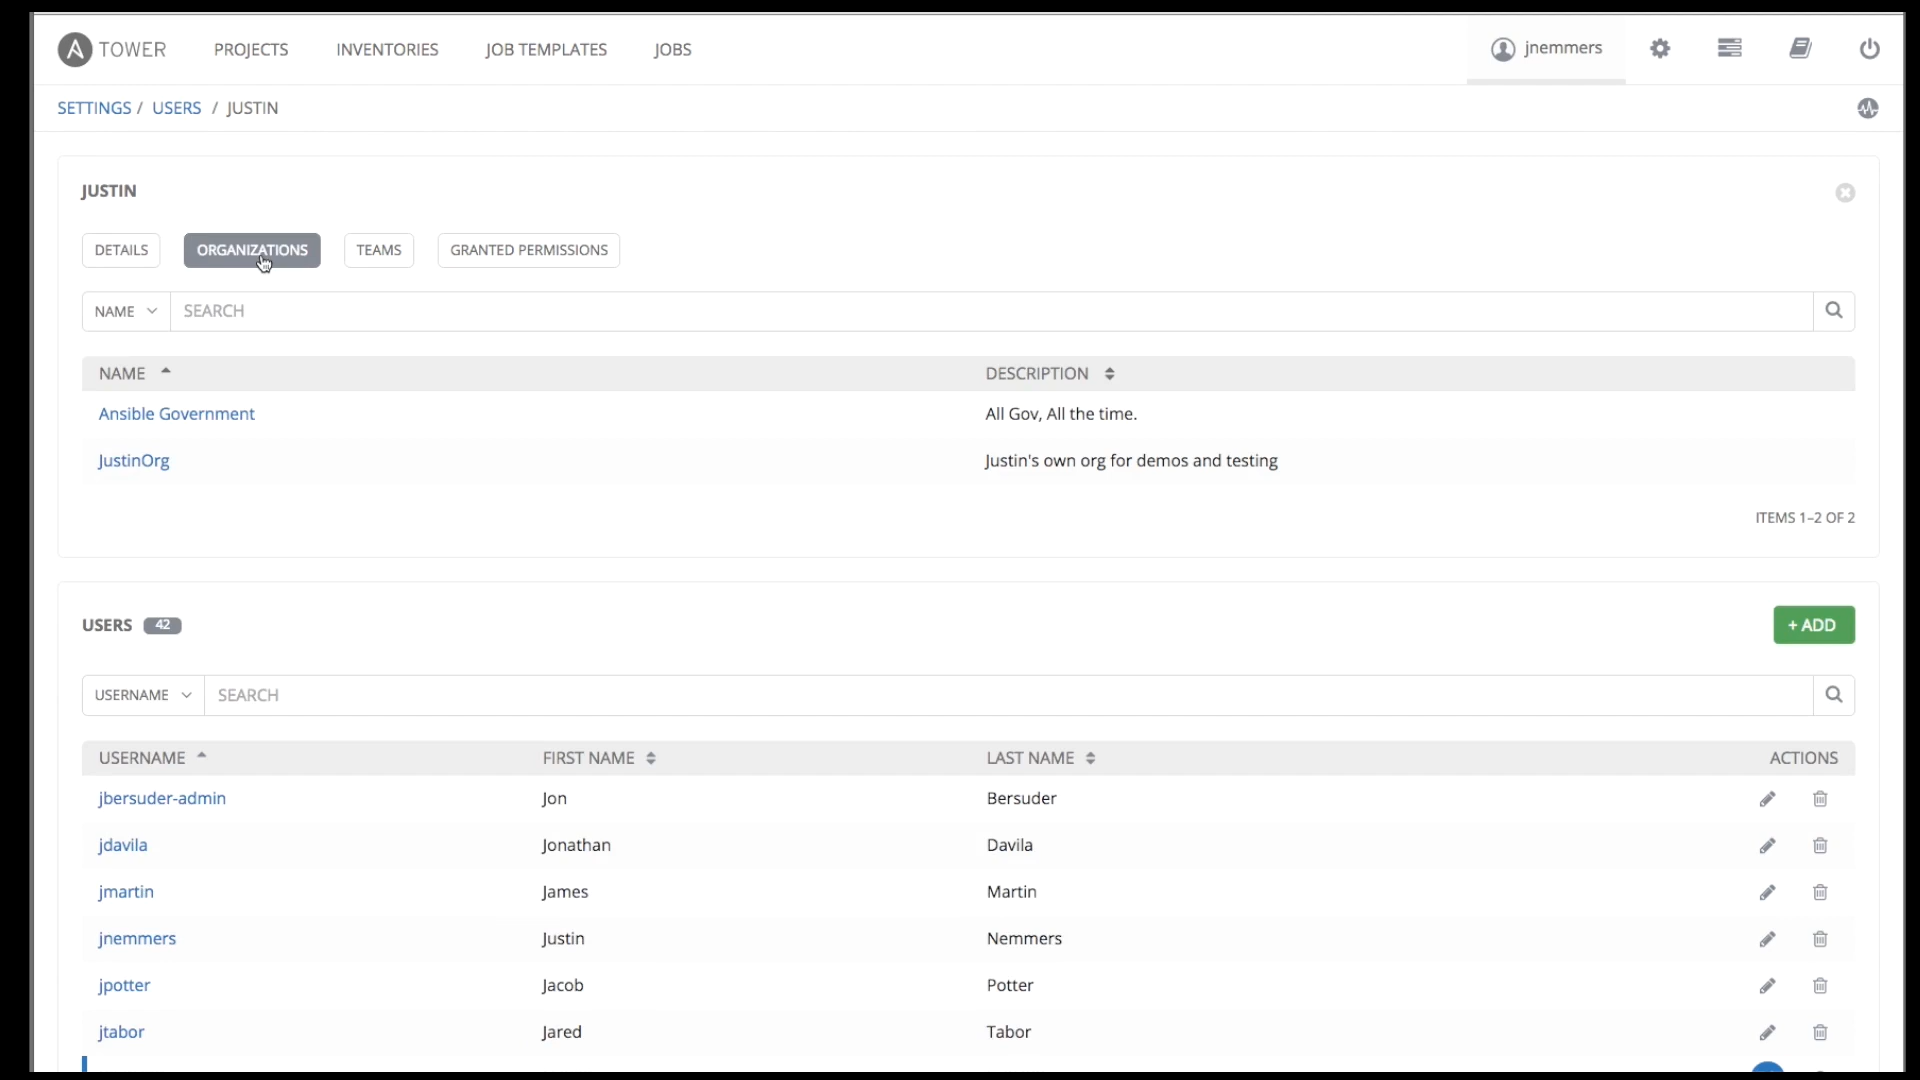 A TOWER PROJECTS INVENTORIES JOB TEMPLATES JOBS jnemmers
SETTINGS / USERS / JUSTIN
JUSTIN
DETAILS ORGANIZATIONS TEAMS GRANTED PERMISSIONS
NAME SEARCH
NAME DESCRIPTION
Ansible Government All Gov, All the time.
JustinOrg Justin's own org for demos and testing
ITEMS 1–2 OF 2
USERS 42 + ADD
USERNAME SEARCH
USERNAME FIRST NAME LAST NAME ACTIONS
jbersuder-admin Jon Bersuder
jdavila Jonathan Davila
jmartin James Martin
jnemmers Justin Nemmers
jpotter Jacob Potter
jtabor Jared Tabor